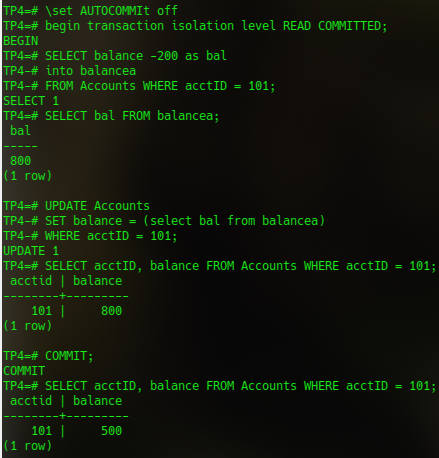 TP4=# \set AUTOCOMMIt off
TP4=# begin transaction isolation level READ COMMITTED;
BEGIN
TP4=# SELECT balance -200 as bal
TP4-# into balancea
TP4-# FROM Accounts WHERE acctID = 101;
SELECT 1
TP4=# SELECT bal FROM balancea;
 bal
-----
 800
(1 row)

TP4=# UPDATE Accounts
TP4-# SET balance = (select bal from balancea)
TP4-# WHERE acctID = 101;
UPDATE 1
TP4=# SELECT acctID, balance FROM Accounts WHERE acctID = 101;
 acctid | balance
--------+---------
    101 |     800
(1 row)

TP4=# COMMIT;
COMMIT
TP4=# SELECT acctID, balance FROM Accounts WHERE acctID = 101;
 acctid | balance
--------+---------
    101 |     500
(1 row)